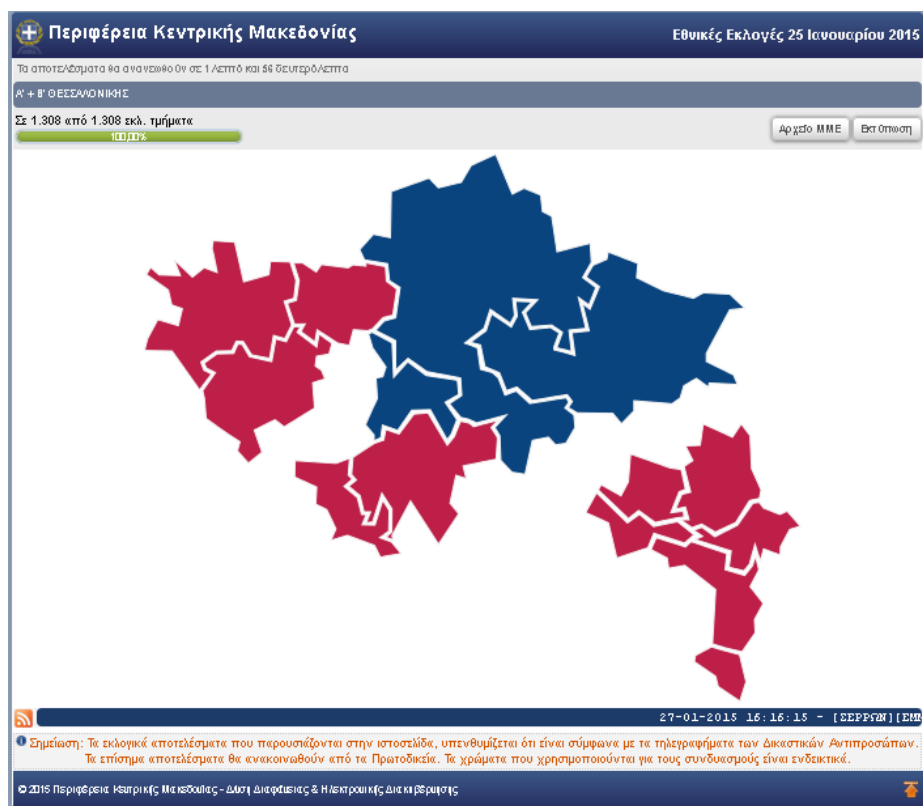 Περιφέρεια Κεντρικής Μακεδονίας
Εθνικές Εκλογές 25 Ιανουαρίου 2015
Τα αποτελέσματα θα ανανεωθούν σε 1 λεπτό και 56 δευτερόλεπτα
Α' + Β' ΘΕΣΣΑΛΟΝΙΚΗΣ
Σε 1.308 από 1.308 εκλ. τμήματα
100,00%
Αρχείο ΜΜΕ
Εκτύπωση
27-01-2015 16:16:15 - [ΣΕΡΡΩΝ][ΕΜΜ
Σημείωση: Τα εκλογικά αποτελέσματα που παρουσιάζονται στην ιστοσελίδα, υπενθυμίζεται ότι είναι σύμφωνα με τα τηλεγραφήματα των Δικαστικών Αντιπροσώπων.
Τα επίσημα αποτελέσματα θα ανακοινωθούν από τα Πρωτοδικεία. Τα χρώματα που χρησιμοποιούνται για τους συνδυασμούς είναι ενδεικτικά.
© 2015 Περιφέρεια Κεντρικής Μακεδονίας - Δ/νση Διαφάνειας & Ηλεκτρονικής Διακυβέρνησης